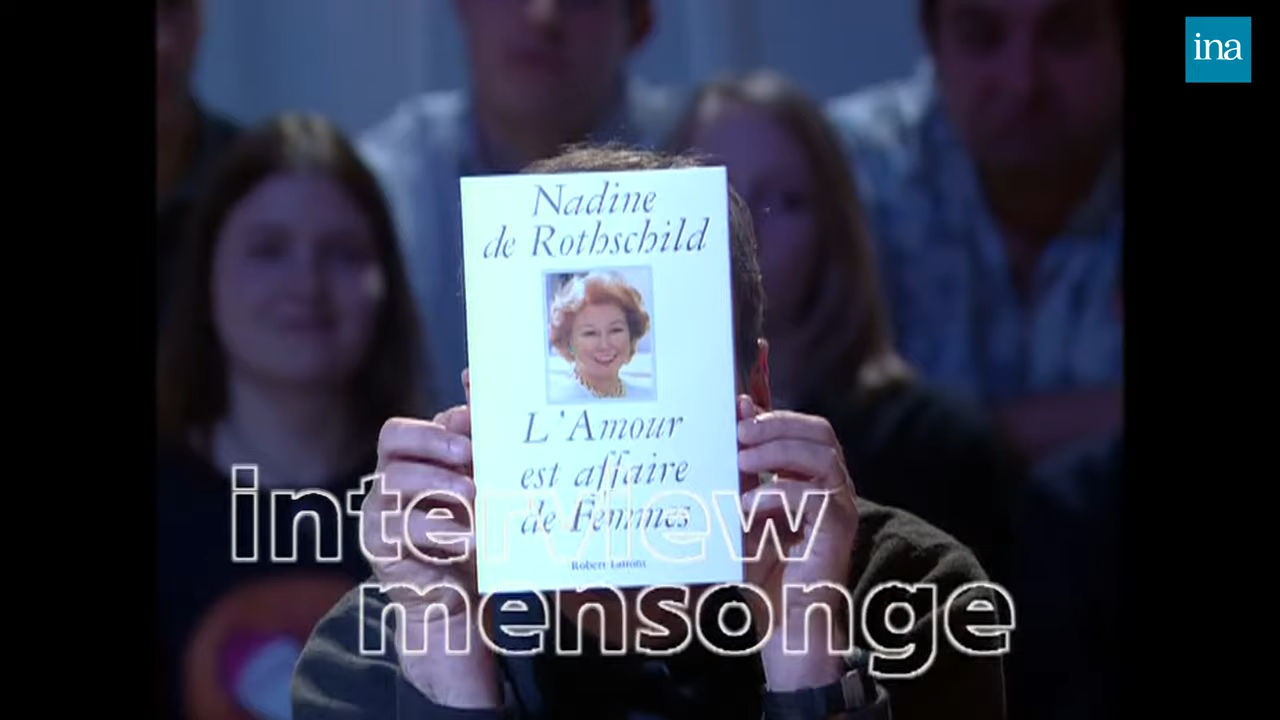 ina
Nadine
de Rothschild
L'Amour
est affaire
de Femmes
Robert Laffont
interview
mensonge